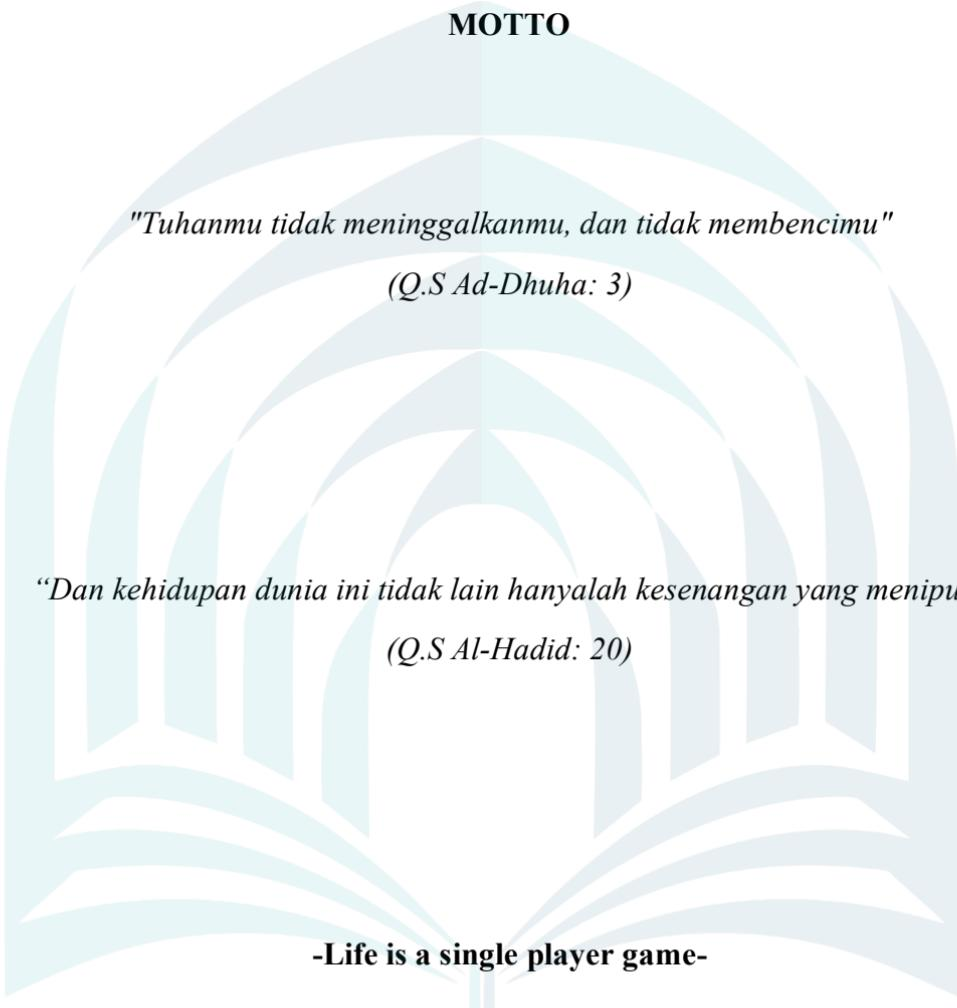 MOTTO
"Tuhanmu tidak meninggalkanmu, dan tidak membencimu"
(Q.S Ad-Dhuha: 3)
“Dan kehidupan dunia ini tidak lain hanyalah kesenangan yang menipu
(Q.S Al-Hadid: 20)
-Life is a single player game-